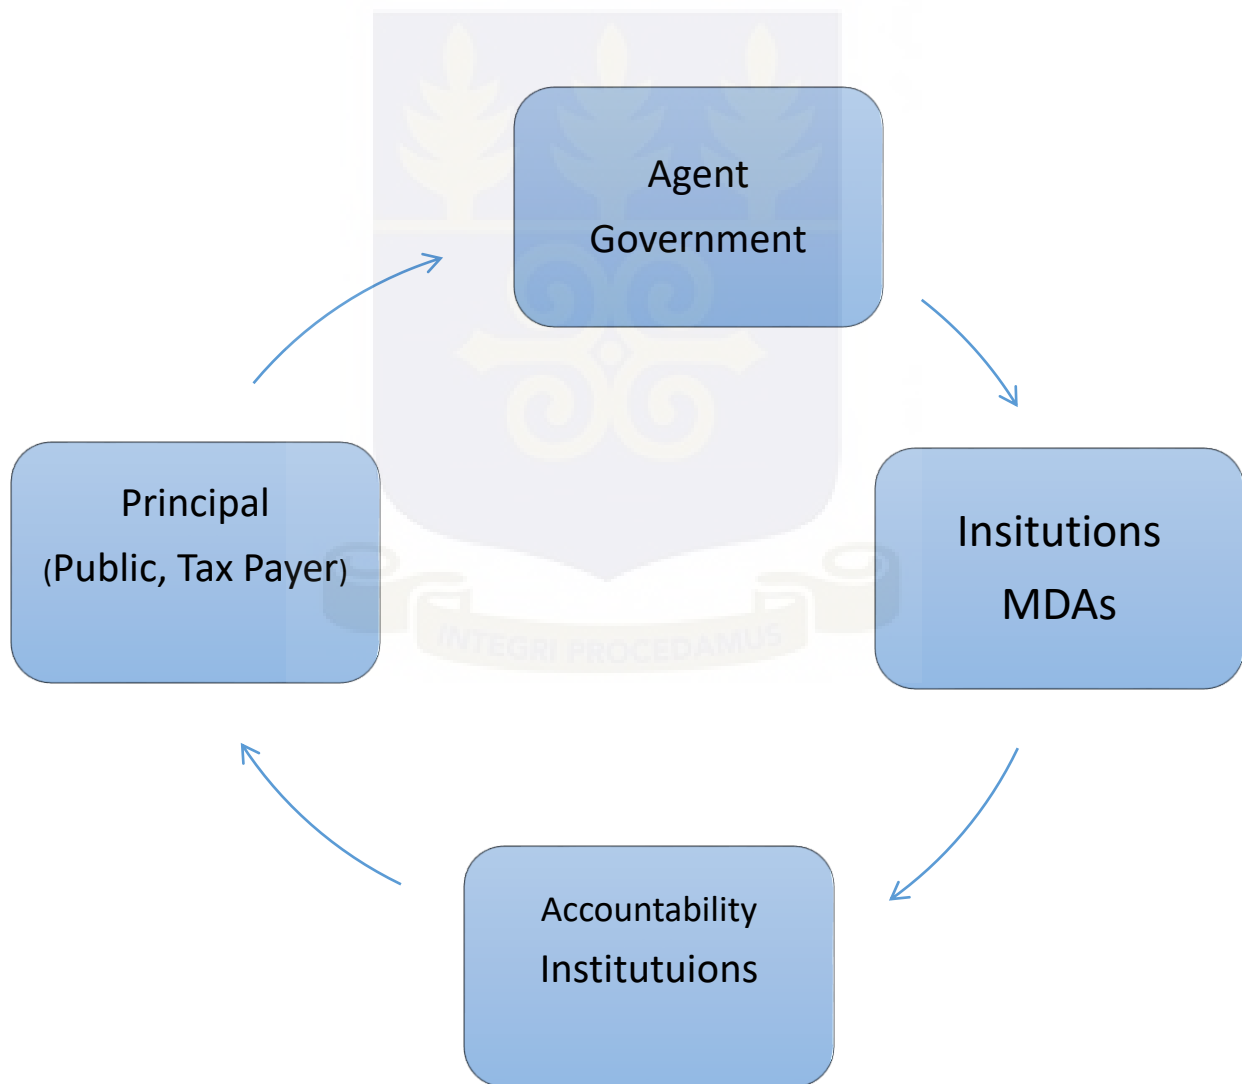 Agent
Government
Principal
(Public, Tax Payer)
Insitutions
MDAs
INTEGRI PROCEDAMUS
Accountability
Institutuions